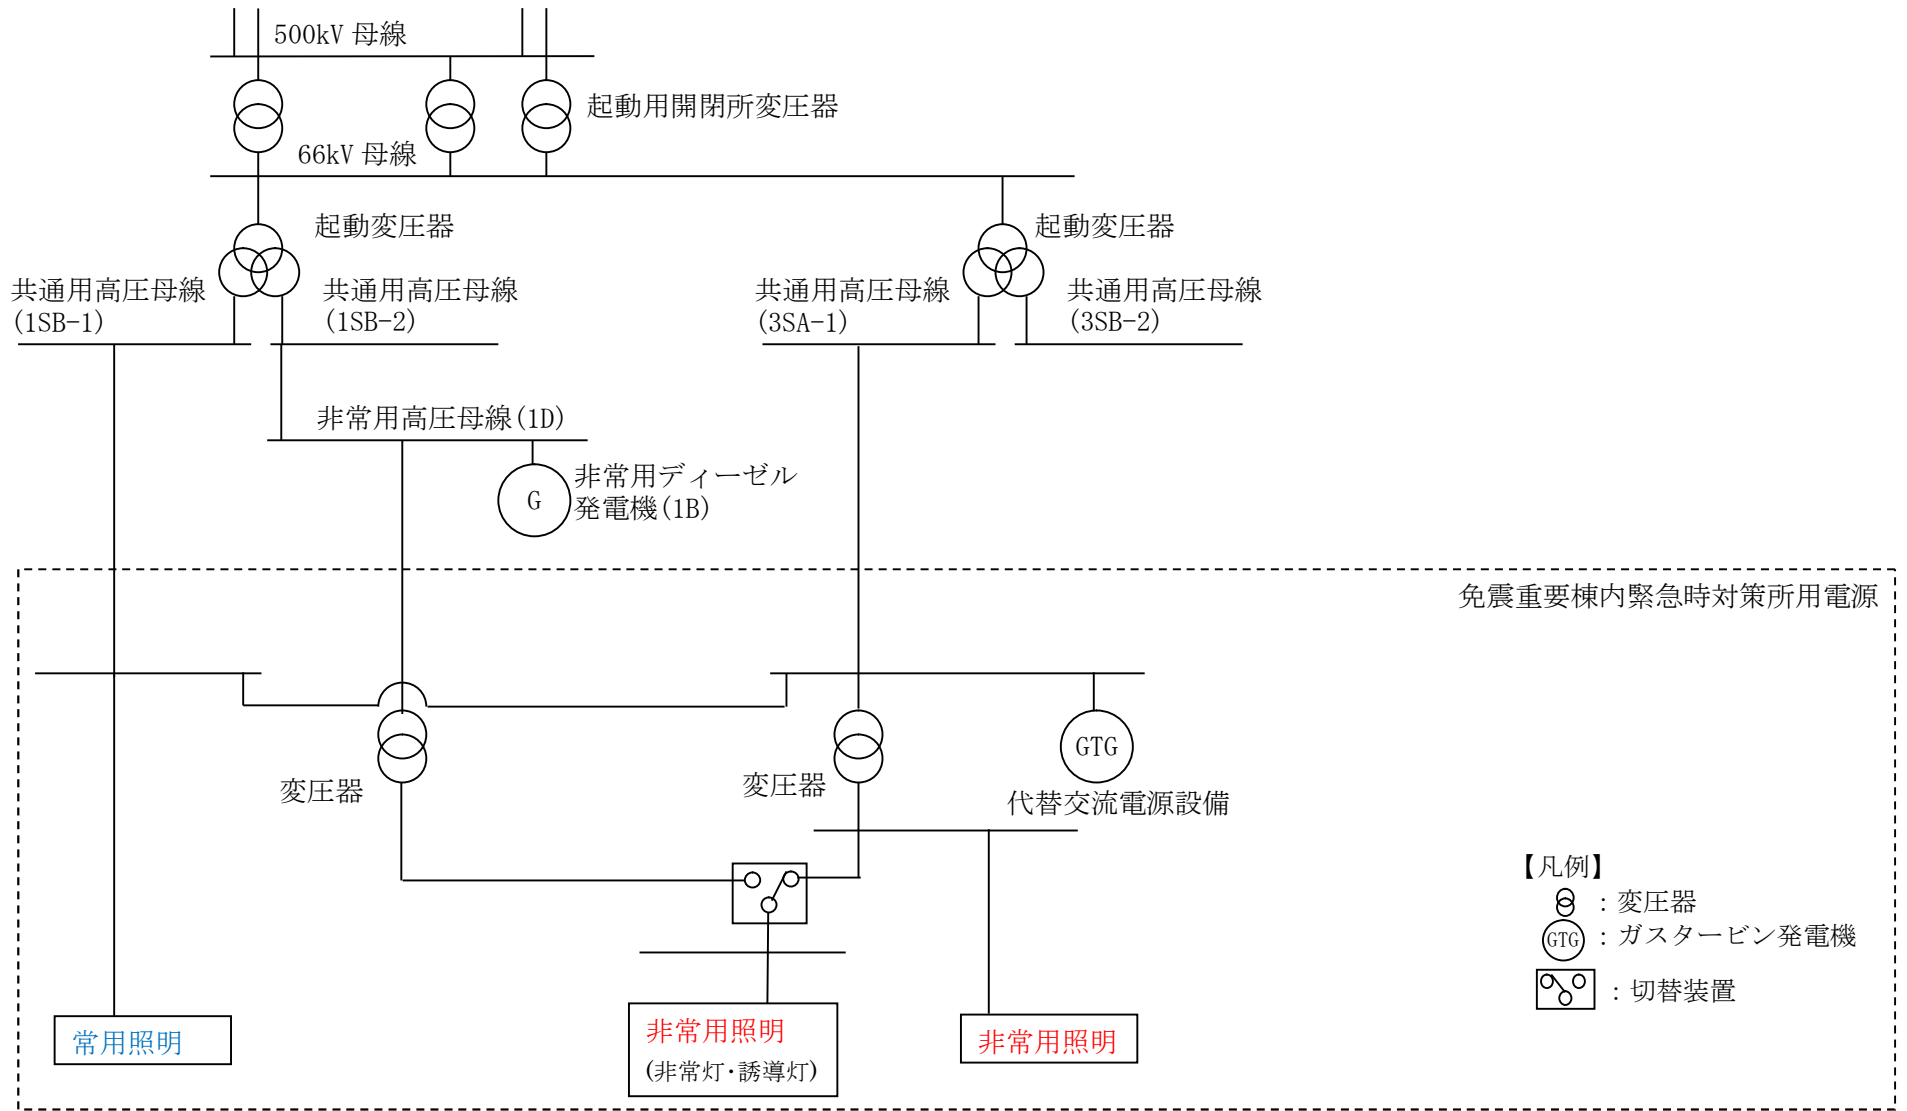 500kV 母線
起動用開閉所変圧器
66kV 母線
起動変圧器
起動変圧器
共通用高圧母線
(1SB-1)
共通用高圧母線
(1SB-2)
共通用高圧母線
(3SA-1)
共通用高圧母線
(3SB-2)
非常用高圧母線(1D)
G
非常用ディーゼル
発電機(1B)
免震重要棟内緊急時対策所用電源
変圧器
変圧器
GTG
代替交流電源設備
【凡例】
：変圧器
GTG
：ガスタービン発電機
：切替装置
常用照明
非常用照明
(非常灯・誘導灯)
非常用照明